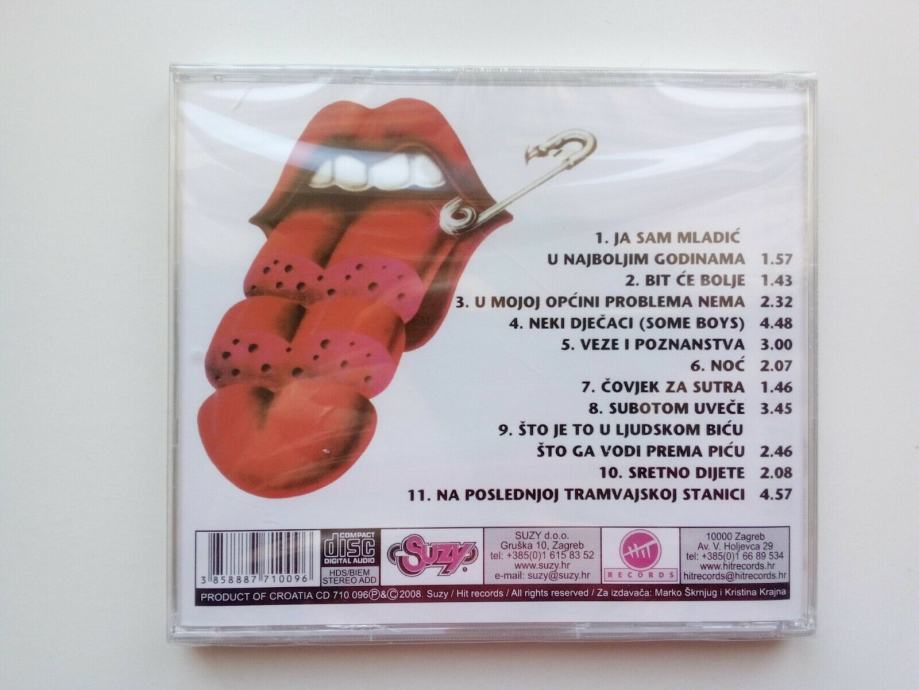 1. JA SAM MLADIĆ
U NAJBOLJIM GODINAMA 1.57
2. BIT ĆE BOLJE 1.43
3. U MOJOJ OPĆINI PROBLEMA NEMA 2.32
4. NEKI DJEČACI (SOME BOYS) 4.48
5. VEZE I POZNANSTVA 3.00
6. NOĆ 2.07
7. ČOVJEK ZA SUTRA 1.46
8. SUBOTOM UVEČE 3.45
9. ŠTO JE TO U LJUDSKOM BIĆU
ŠTO GA VODI PREMA PIĆU 2.46
10. SRETNO DIJETE 2.08
11. NA POSLEDNJOJ TRAMVAJSKOJ STANICI 4.57
3 858887 710096
COMPACT
disc
DIGITAL AUDIO
HDS/BIEM
STEREO ADD
SUZY
SUZY d.o.o.
Gruška 10, Zagreb
tel: +385(0)1 615 83 52
www.suzy.hr
e-mail: suzy@suzy.hr
HIT
RECORDS
10000 Zagreb
Av. V. Holjevca 29
tel: +385(0)1 66 89 534
www.hitrecords.hr
hitrecords@hitrecords.hr
PRODUCT OF CROATIA CD 710 096 Ⓟ&© 2008. Suzy / Hit records / All rights reserved / Za izdavača: Marko Škrnjug i Kristina Krajna